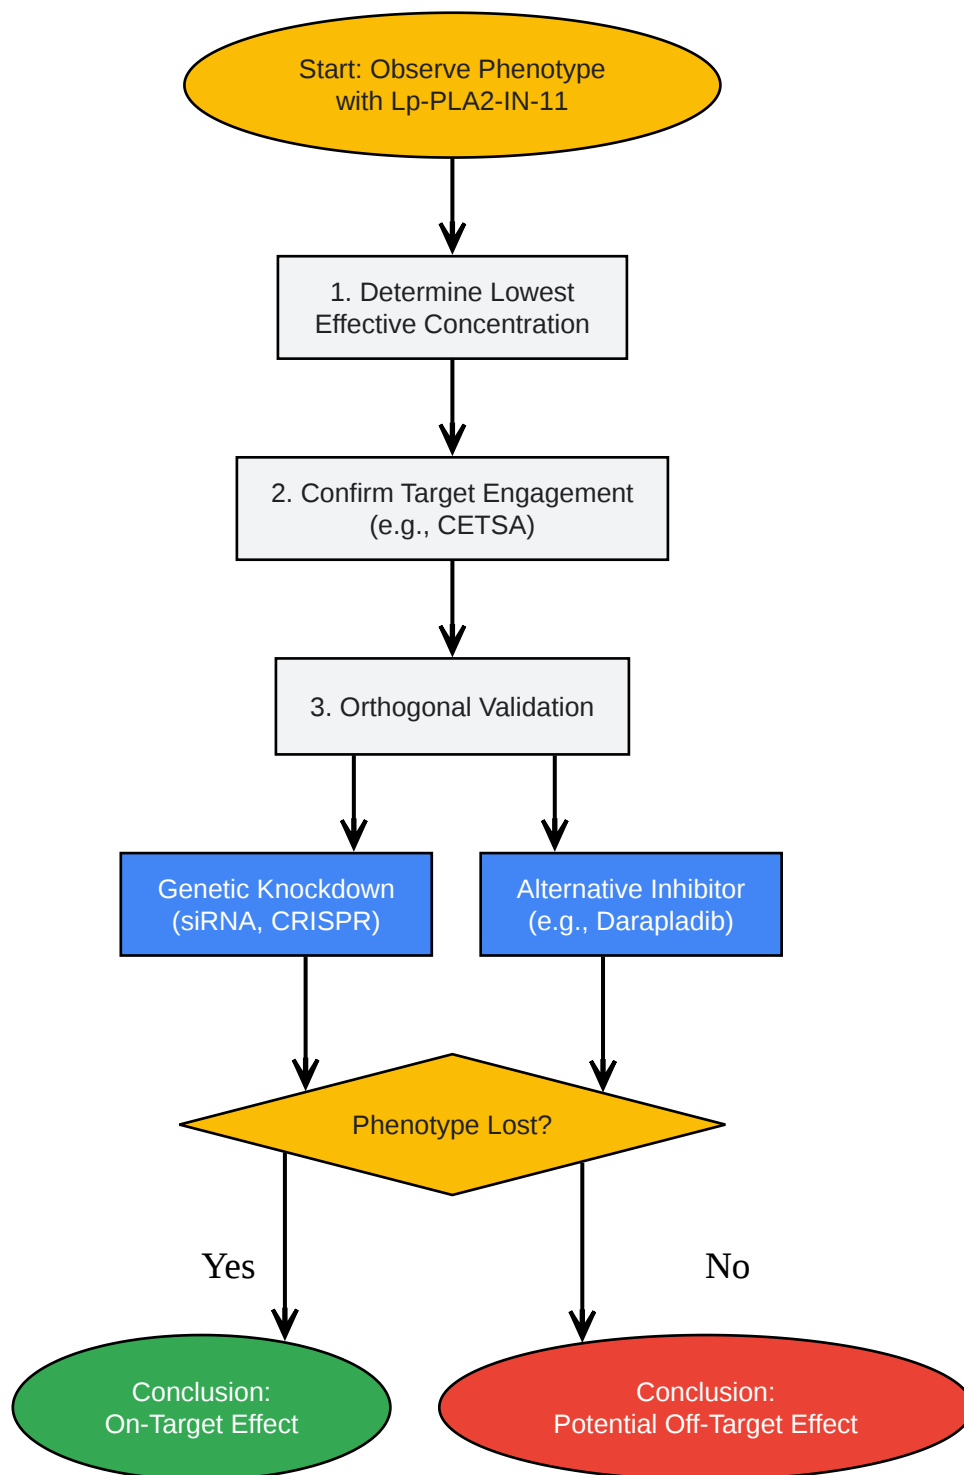 Start: Observe Phenotype
with Lp-PLA2-IN-11
1. Determine Lowest
Effective Concentration
2. Confirm Target Engagement
(e.g., CETSA)
3. Orthogonal Validation
Genetic Knockdown
(siRNA, CRISPR)
Alternative Inhibitor
(e.g., Darapladib)
Phenotype Lost?
Yes
No
Conclusion:
On-Target Effect
Conclusion:
Potential Off-Target Effect